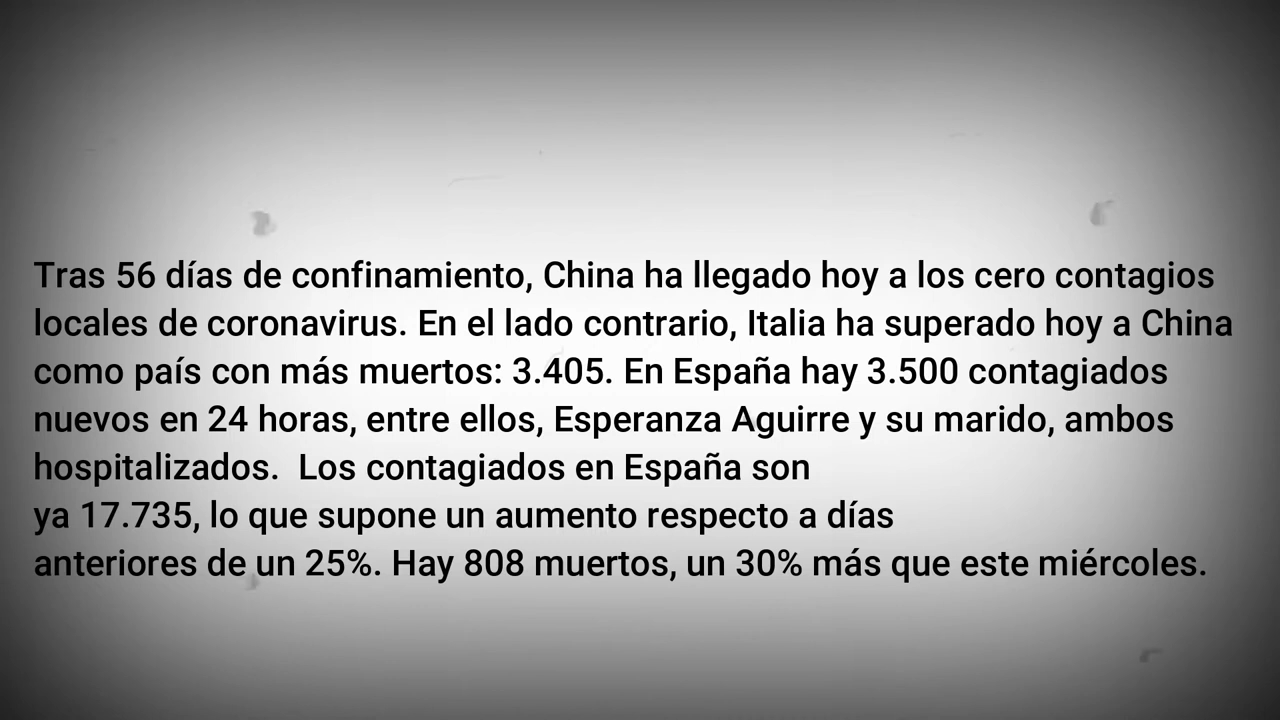 Tras 56 días de confinamiento, China ha llegado hoy a los cero contagios
locales de coronavirus. En el lado contrario, Italia ha superado hoy a China
como país con más muertos: 3.405. En España hay 3.500 contagiados
nuevos en 24 horas, entre ellos, Esperanza Aguirre y su marido, ambos
hospitalizados.  Los contagiados en España son
ya 17.735, lo que supone un aumento respecto a días
anteriores de un 25%. Hay 808 muertos, un 30% más que este miércoles.